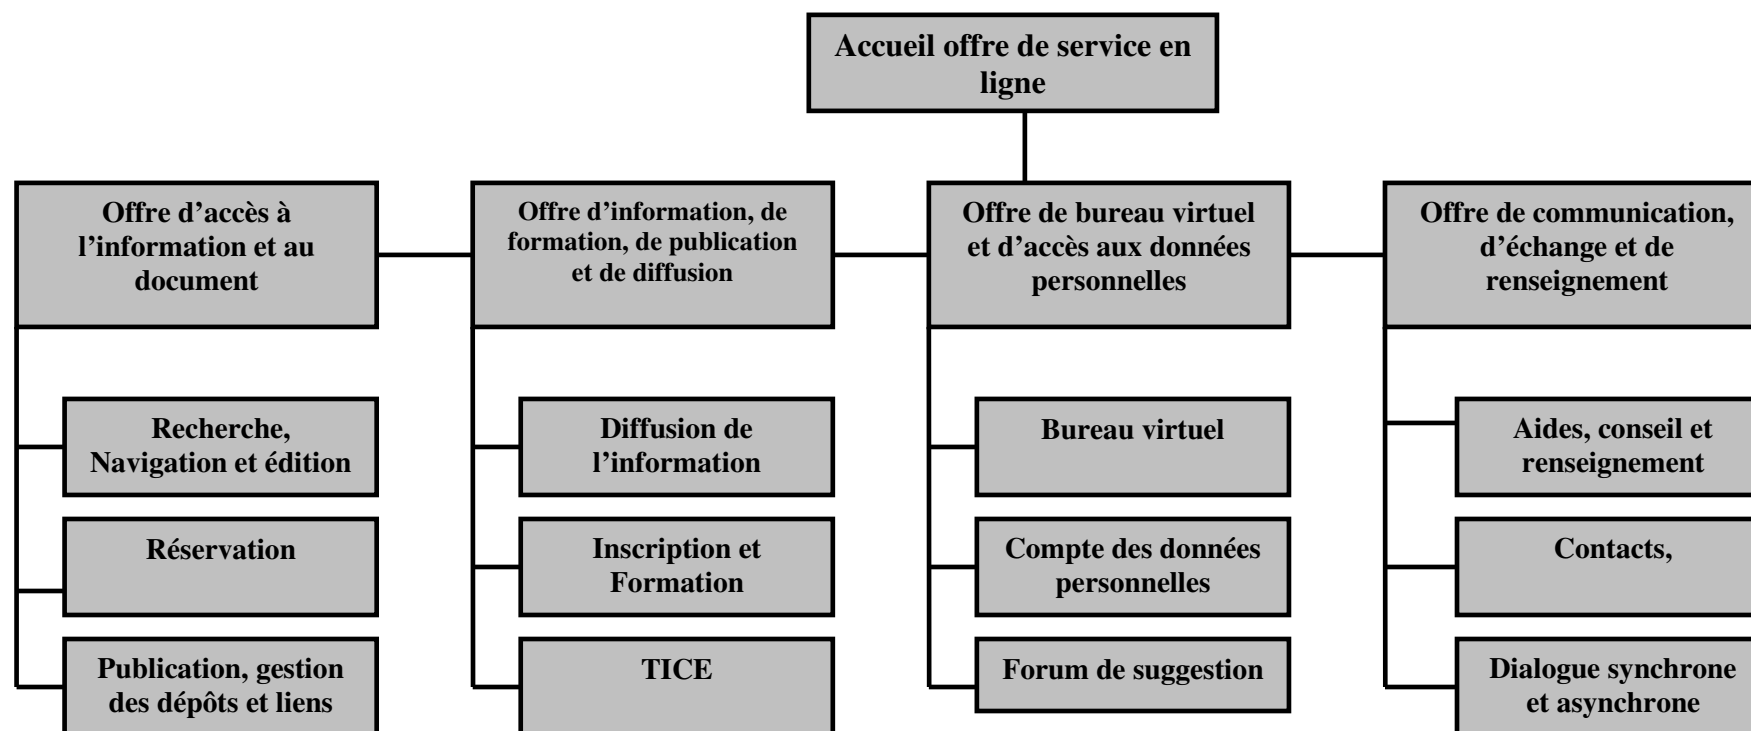 Accueil offre de service en
ligne
Offre d’accès à
l’information et au
document
Offre d’information, de
formation, de publication
et de diffusion
Offre de bureau virtuel
et d’accès aux données
personnelles
Offre de communication,
d’échange et de
renseignement
Recherche,
Navigation et édition
Réservation
Publication, gestion
des dépôts et liens
Diffusion de
l’information
Inscription et
Formation
TICE
Bureau virtuel
Compte des données
personnelles
Forum de suggestion
Aides, conseil et
renseignement
Contacts,
Dialogue synchrone
et asynchrone